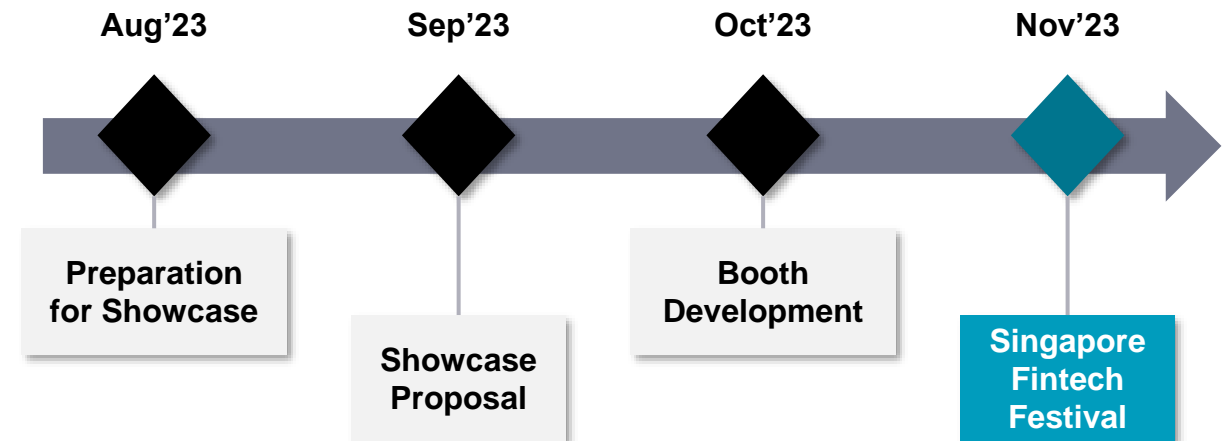 Aug’23
Sep’23
Oct’23
Nov’23
Preparation
for Showcase
Showcase
Proposal
Booth
Development
Singapore
Fintech
Festival